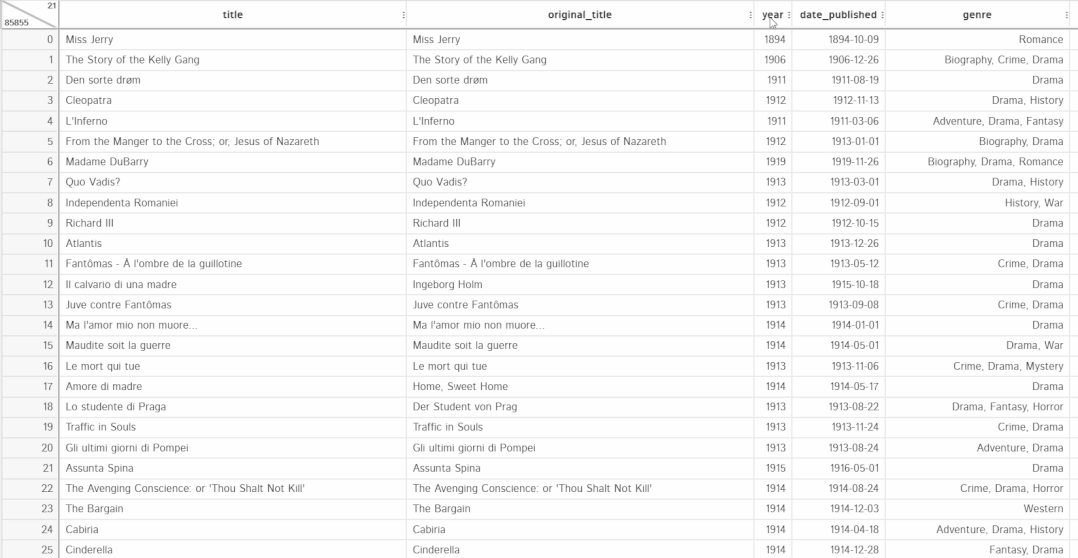 21
85855
title original_title year date_published genre
0 Miss Jerry Miss Jerry 1894 1894-10-09 Romance
1 The Story of the Kelly Gang The Story of the Kelly Gang 1906 1906-12-26 Biography, Crime, Drama
2 Den sorte drøm Den sorte drøm 1911 1911-08-19 Drama
3 Cleopatra Cleopatra 1912 1912-11-13 Drama, History
4 L'Inferno L'Inferno 1911 1911-03-06 Adventure, Drama, Fantasy
5 From the Manger to the Cross; or, Jesus of Nazareth From the Manger to the Cross; or, Jesus of Nazareth 1912 1913-01-01 Biography, Drama
6 Madame DuBarry Madame DuBarry 1919 1919-11-26 Biography, Drama, Romance
7 Quo Vadis? Quo Vadis? 1913 1913-03-01 Drama, History
8 Independenta Romaniei Independenta Romaniei 1912 1912-09-01 History, War
9 Richard III Richard III 1912 1912-10-15 Drama
10 Atlantis Atlantis 1913 1913-12-26 Drama
11 Fantômas - À l'ombre de la guillotine Fantômas - À l'ombre de la guillotine 1913 1913-05-12 Crime, Drama
12 Il calvario di una madre Ingeborg Holm 1913 1915-10-18 Drama
13 Juve contre Fantômas Juve contre Fantômas 1913 1913-09-08 Crime, Drama
14 Ma l'amor mio non muore... Ma l'amor mio non muore... 1914 1914-01-01 Drama
15 Maudite soit la guerre Maudite soit la guerre 1914 1914-05-01 Drama, War
16 Le mort qui tue Le mort qui tue 1913 1913-11-06 Crime, Drama, Mystery
17 Amore di madre Home, Sweet Home 1914 1914-05-17 Drama
18 Lo studente di Praga Der Student von Prag 1913 1913-08-22 Drama, Fantasy, Horror
19 Traffic in Souls Traffic in Souls 1913 1913-11-24 Crime, Drama
20 Gli ultimi giorni di Pompei Gli ultimi giorni di Pompei 1913 1913-08-24 Adventure, Drama
21 Assunta Spina Assunta Spina 1915 1916-05-01 Drama
22 The Avenging Conscience: or 'Thou Shalt Not Kill' The Avenging Conscience: or 'Thou Shalt Not Kill' 1914 1914-08-24 Crime, Drama, Horror
23 The Bargain The Bargain 1914 1914-12-03 Western
24 Cabiria Cabiria 1914 1914-04-18 Adventure, Drama, History
25 Cinderella Cinderella 1914 1914-12-28 Fantasy, Drama